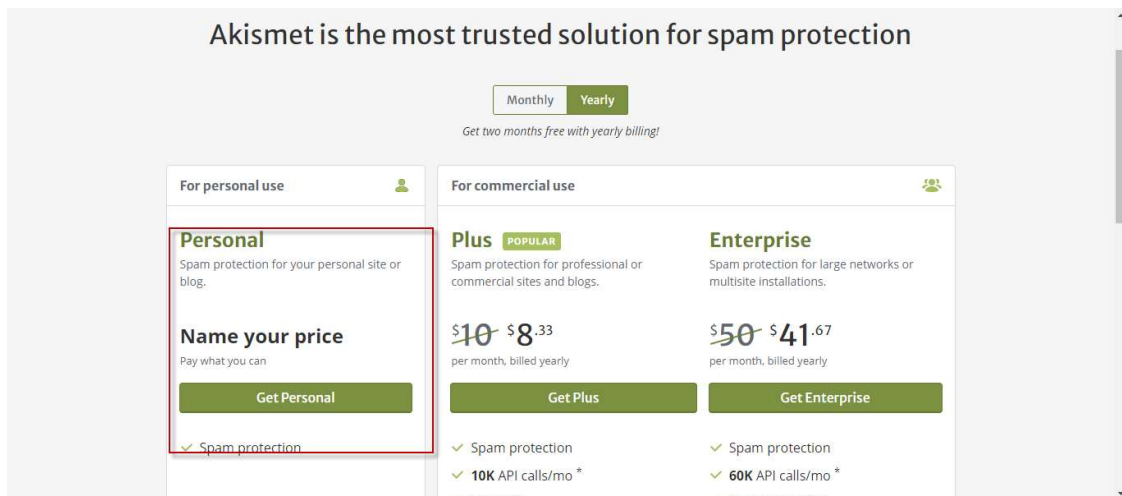 Akismet is the most trusted solution for spam protection
Monthly Yearly
Get two months free with yearly billing!
For personal use
Personal
Spam protection for your personal site or
blog.
Name your price
Pay what you can
Get Personal
Spam protection
For commercial use
Plus POPULAR
Spam protection for professional or
commercial sites and blogs.
$10 $8.33
per month, billed yearly
Get Plus
Spam protection
10K API calls/mo *
Enterprise
Spam protection for large networks or
multisite installations.
$50 $41.67
per month, billed yearly
Get Enterprise
Spam protection
60K API calls/mo *